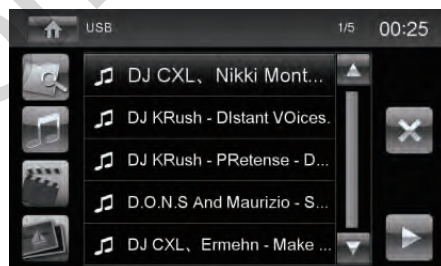 USB 1/5 00:25
DJ CXL、Nikki Mont...
DJ KRush - DIstant VOices.
DJ KRush - PRetense - D...
D.O.N.S And Maurizio - S...
DJ CXL、Ermehn - Make ...